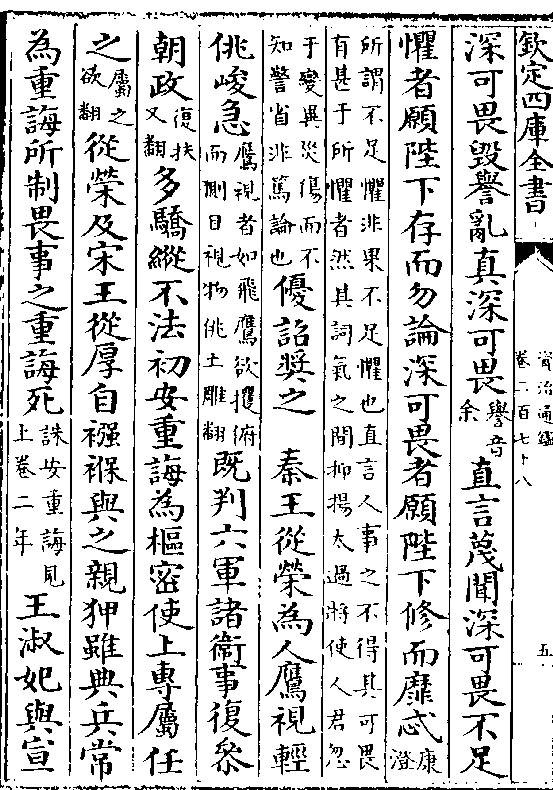 欽定四庫全書
資治通鑑
卷二百七十八
五
深可畏毁譽亂真深可畏譽音余直言蔑聞深可畏不足
懼者願陛下存而勿論深可畏者願陛下修而靡忒康澄
所謂不足懼非果不足懼也直言人事之不得其可畏
有甚于所懼者然其詞氣之間抑揚太過將使人君忽
于變異災傷而不知警省非篤論也優詔奬之 秦王從榮為人鷹視輕
佻峻急鷹視者如飛鷹欲攫俯而側目視物佻土雕翻既判六軍諸衛事復參
朝政復扶又翻多驕縱不法初安重誨為樞密使上專屬任
之屬之欲翻從榮及宋王從厚自襁褓與之親狎雖典兵常
為重誨所制畏事之重誨死誅安重誨見上卷二年王淑妃與宣